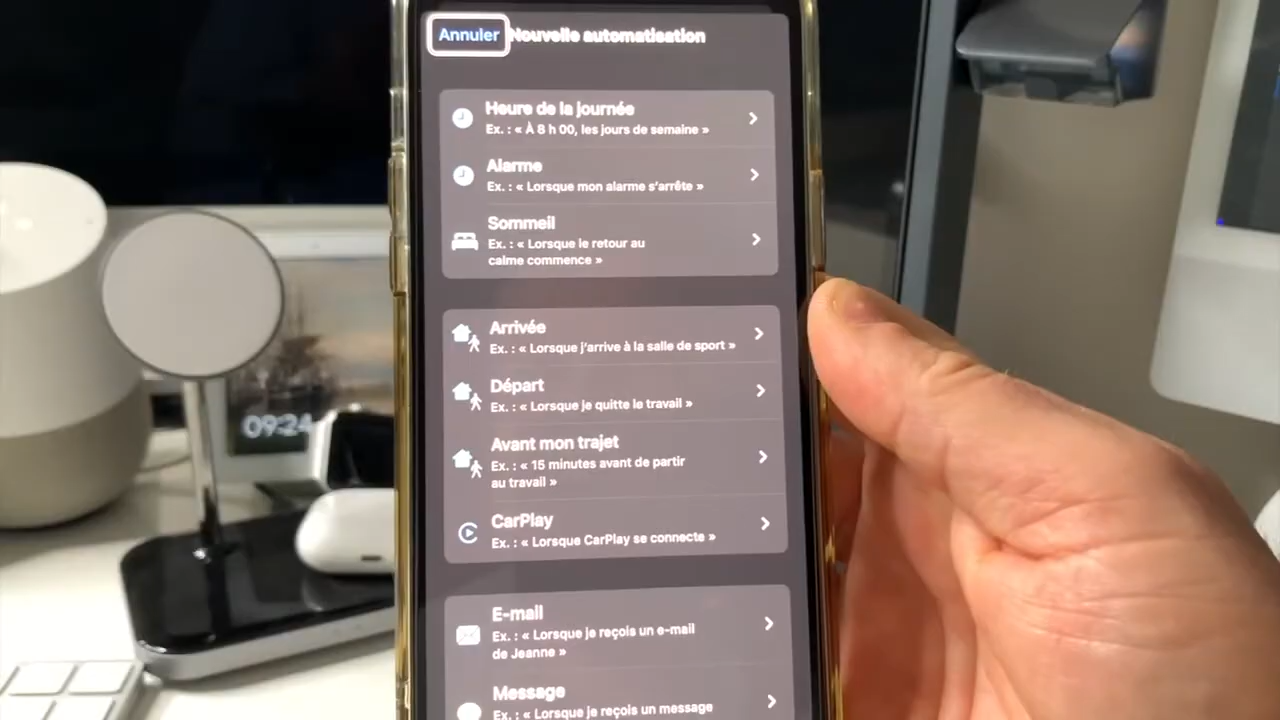 Annuler Nouvelle automatisation
Heure de la journée
Ex. : « À 8 h 00, les jours de semaine »
Alarme
Ex. : « Lorsque mon alarme s'arrête »
Sommeil
Ex. : « Lorsque le retour au
calme commence »
Arrivée
Ex. : « Lorsque j'arrive à la salle de sport »
Départ
Ex. : « Lorsque je quitte le travail »
Avant mon trajet
Ex. : « 15 minutes avant de partir
au travail »
CarPlay
Ex. : « Lorsque CarPlay se connecte »
E-mail
Ex. : « Lorsque je reçois un e-mail
de Jeanne »
Message
Ex. : « Lorsque je reçois un message
09:24